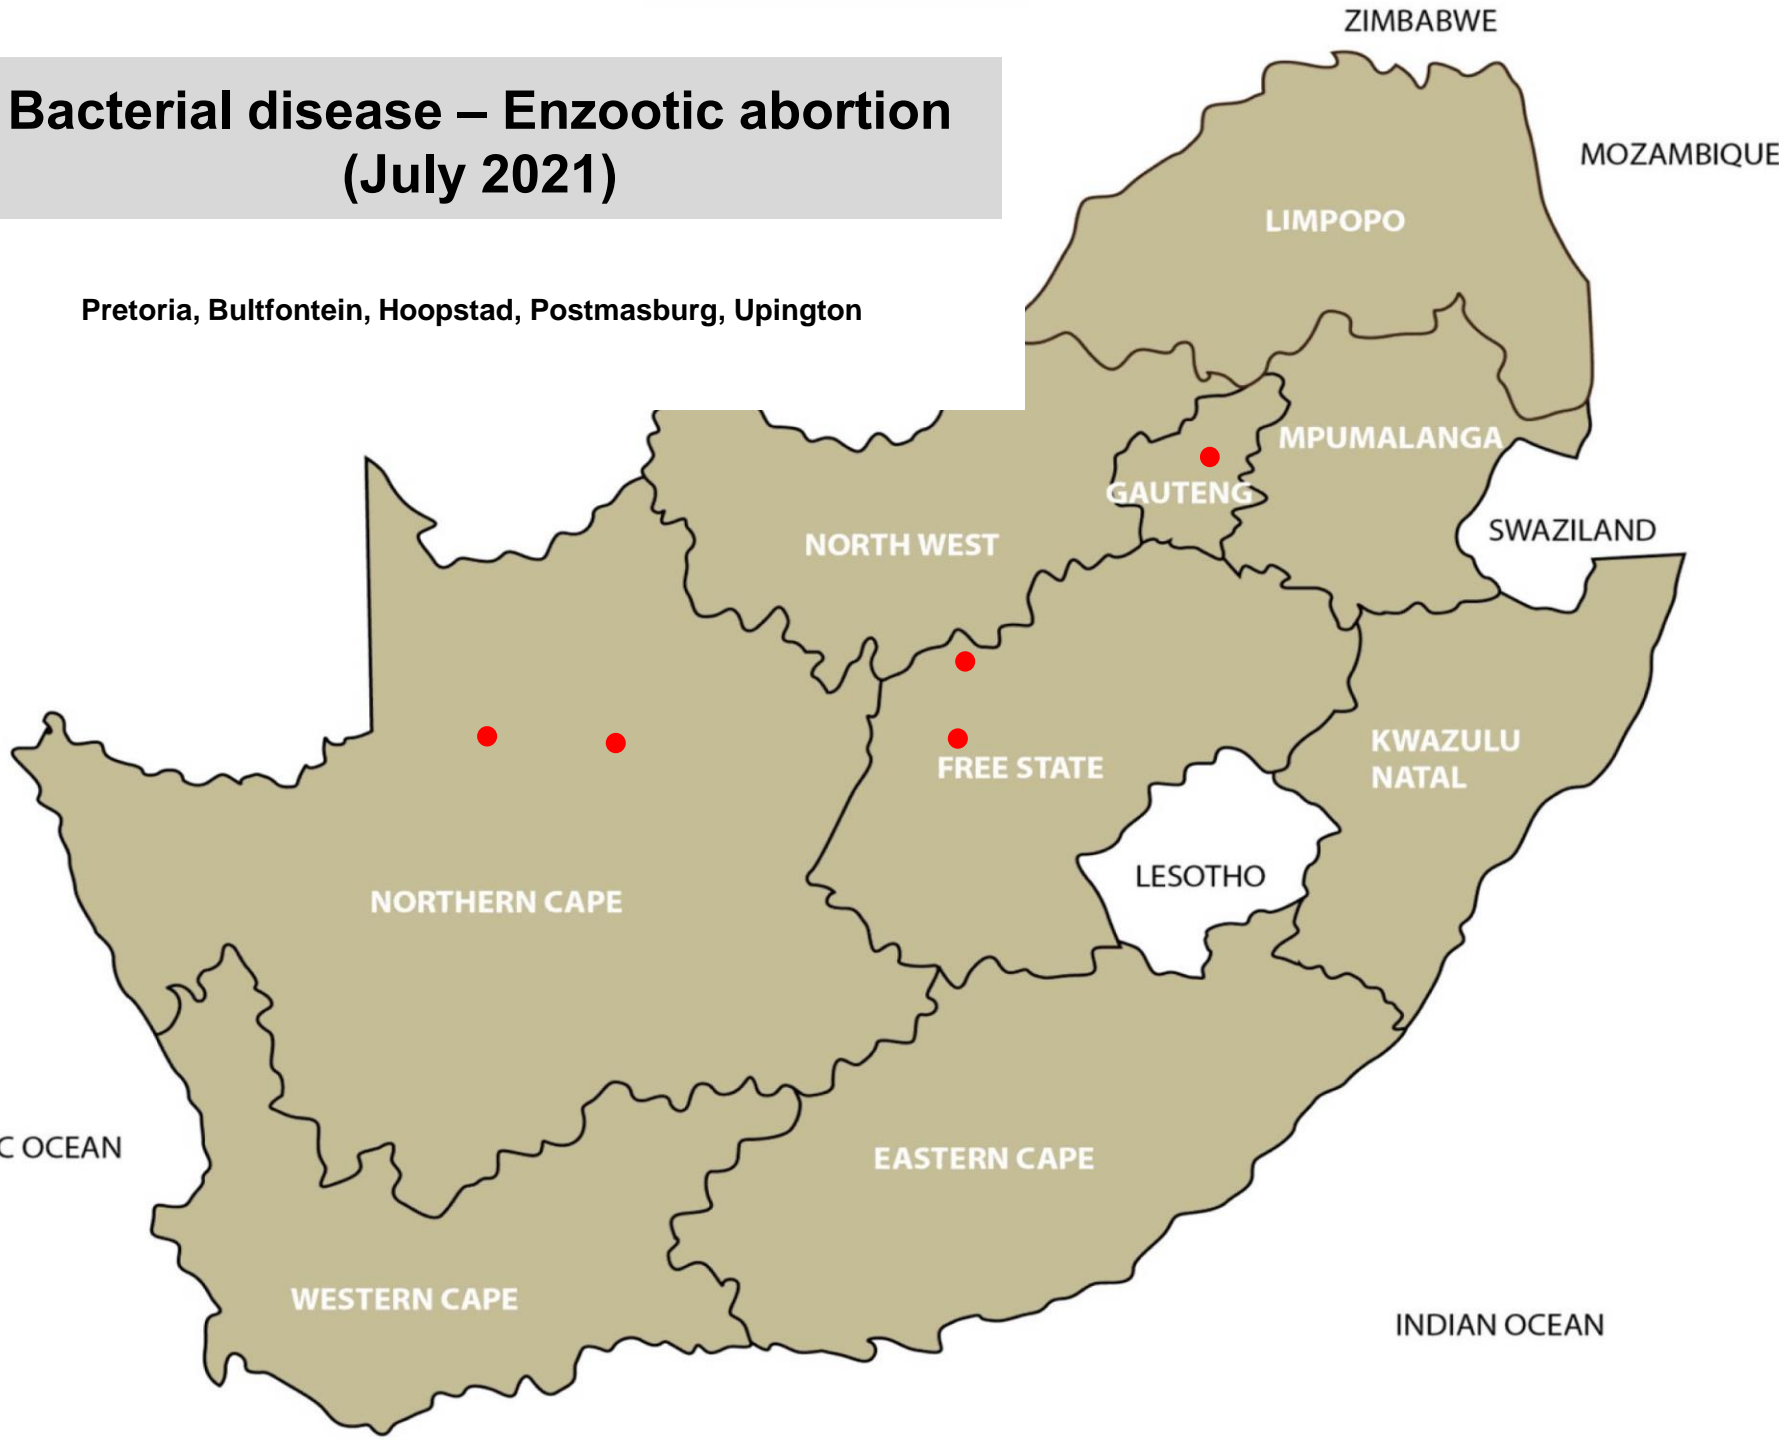 ZIMBABWE
Bacterial disease – Enzootic abortion
(July 2021)
MOZAMBIQUE
LIMPOPO
Pretoria, Bultfontein, Hoopstad, Postmasburg, Upington
MPUMALANGA
GAUTENG
SWAZILAND
NORTH WEST
KWAZULU
NATAL
FREE STATE
LESOTHO
NORTHERN CAPE
C OCEAN
EASTERN CAPE
WESTERN CAPE
INDIAN OCEAN